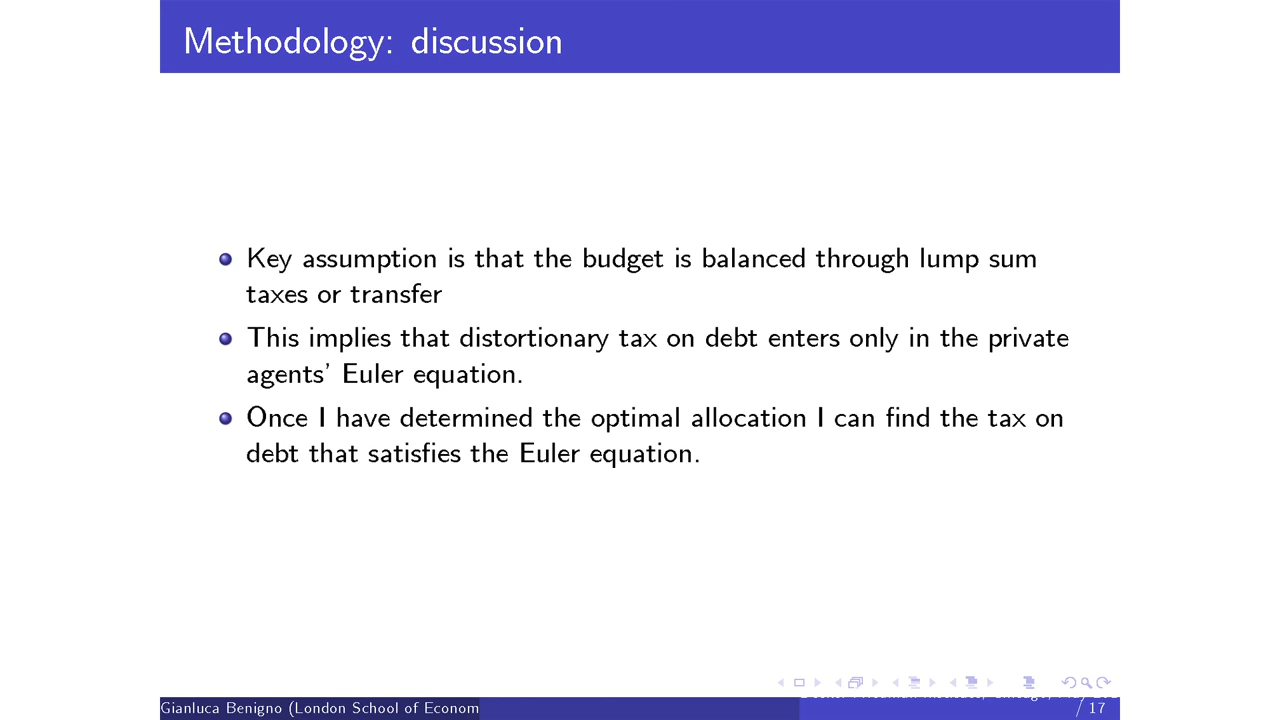 Methodology: discussion
Key assumption is that the budget is balanced through lump sum
taxes or transfer
This implies that distortionary tax on debt enters only in the private
agents' Euler equation.
Once I have determined the optimal allocation I can find the tax on
debt that satisfies the Euler equation.
Gianluca Benigno (London School of Econom
/ 17